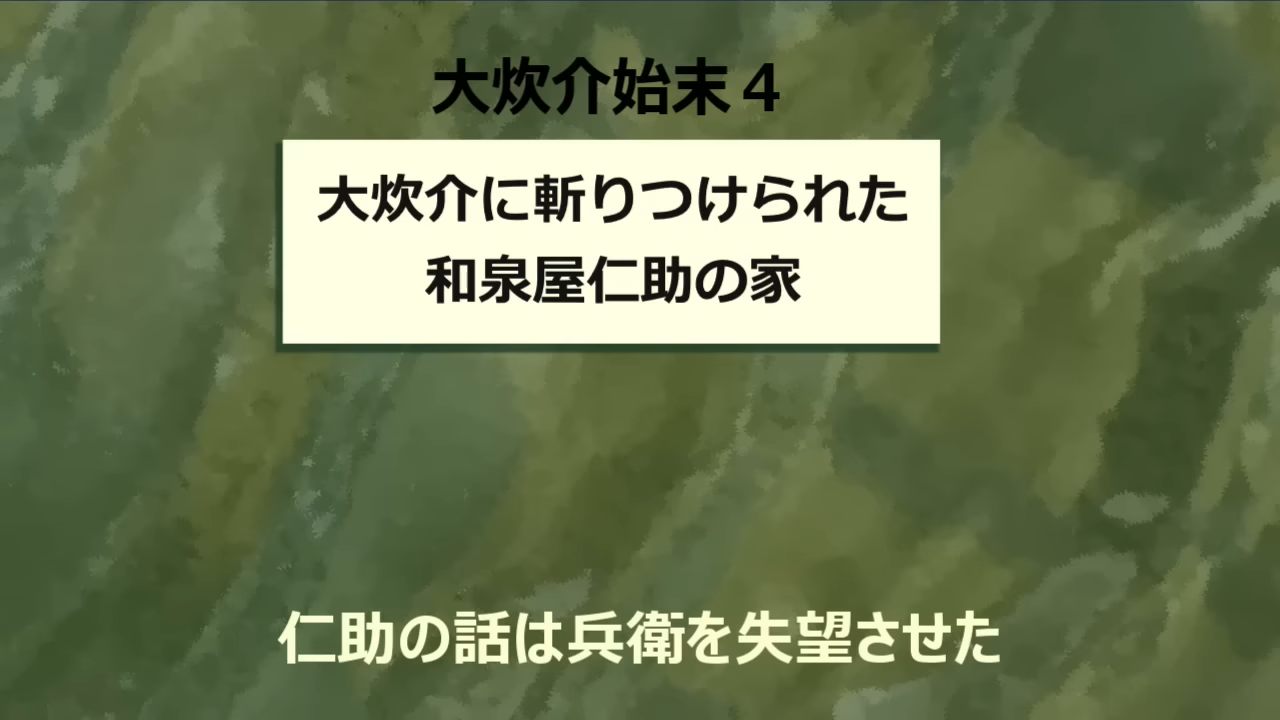 大炊介始末４
大炊介に斬りつけられた
和泉屋仁助の家
仁助の話は兵衛を失望させた